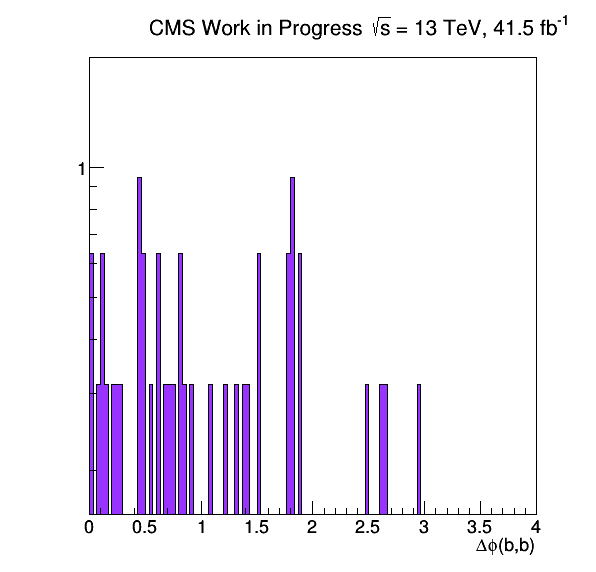 CMS Work in Progress √s = 13 TeV, 41.5 fb⁻¹
1
0 0.5 1 1.5 2 2.5 3 3.5 4
Δϕ(b,b)